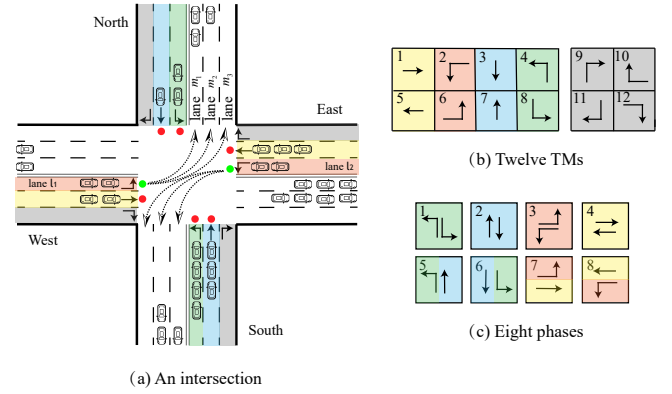 North
lane m1
lane m2
lane m3
East
lane l1
lane l2
West
South
(a) An intersection
1 2 3 4
5 6 7 8
9 10
11 12
(b) Twelve TMs
1 2 3 4
5 6 7 8
(c) Eight phases